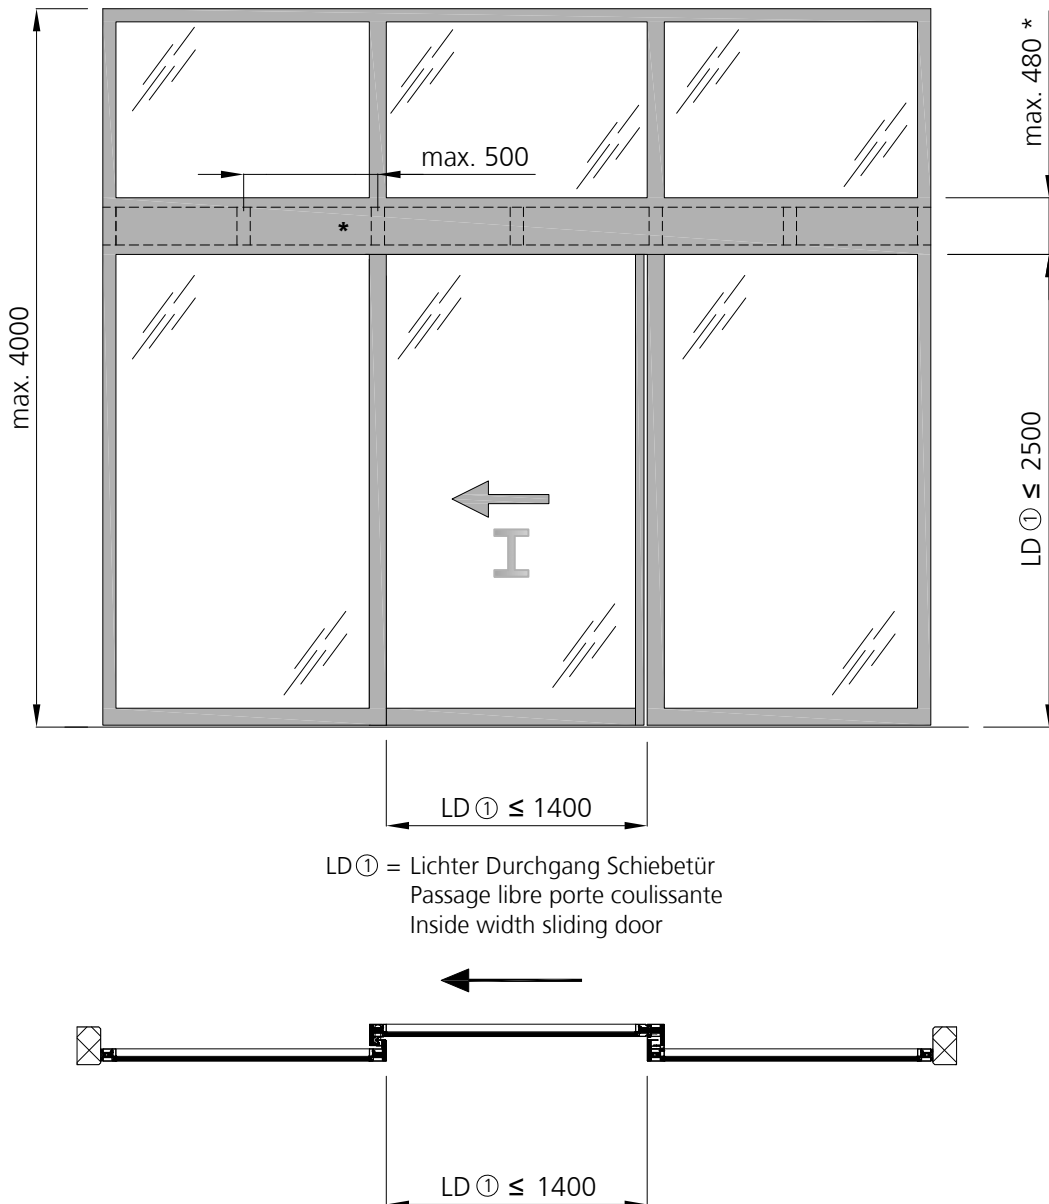 max. 480 *
max. 500
*
max. 4000
LD ① ≤ 2500
LD ① ≤ 1400
LD ① = Lichter Durchgang Schiebetür
Passage libre porte coulissante
Inside width sliding door
LD ① ≤ 1400